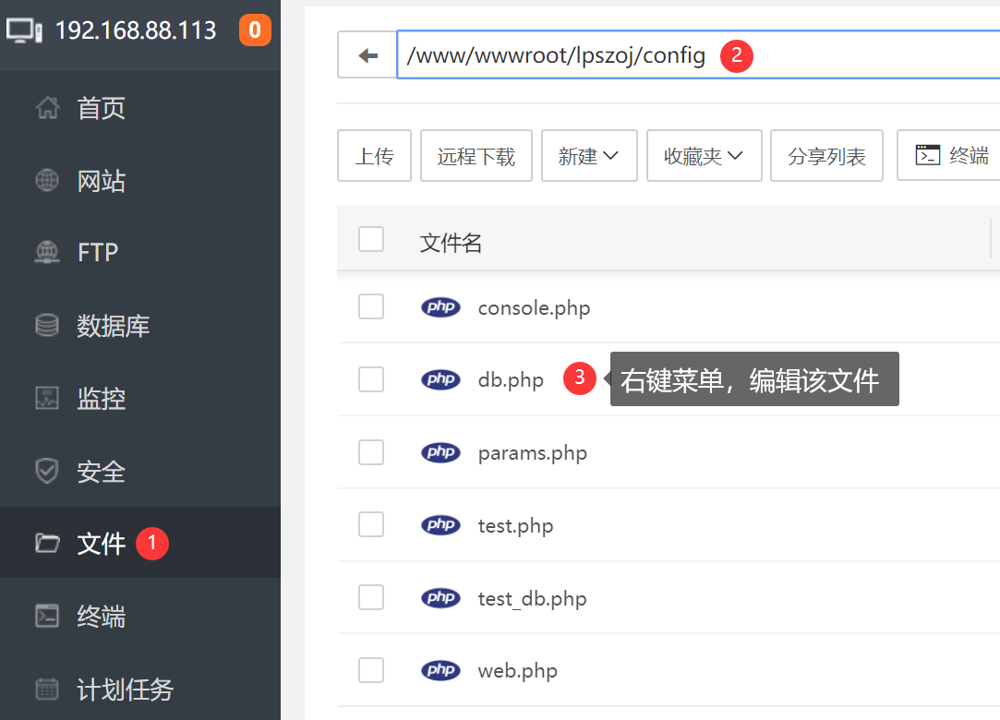 192.168.88.113 0
首页
网站
FTP
数据库
监控
安全
文件 1
终端
计划任务
/www/wwwroot/lpszoj/config 2
上传 远程下载 新建 收藏夹 分享列表 终端
文件名
php console.php
php db.php 3 右键菜单，编辑该文件
php params.php
php test.php
php test_db.php
php web.php